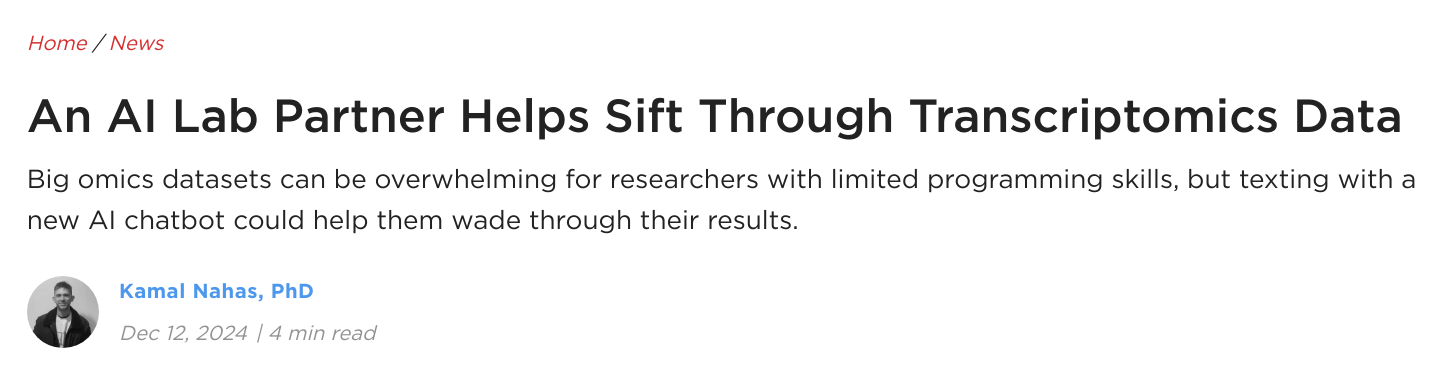 Home / News
An AI Lab Partner Helps Sift Through Transcriptomics Data
Big omics datasets can be overwhelming for researchers with limited programming skills, but texting with a
new AI chatbot could help them wade through their results.
Kamal Nahas, PhD
Dec 12, 2024 | 4 min read